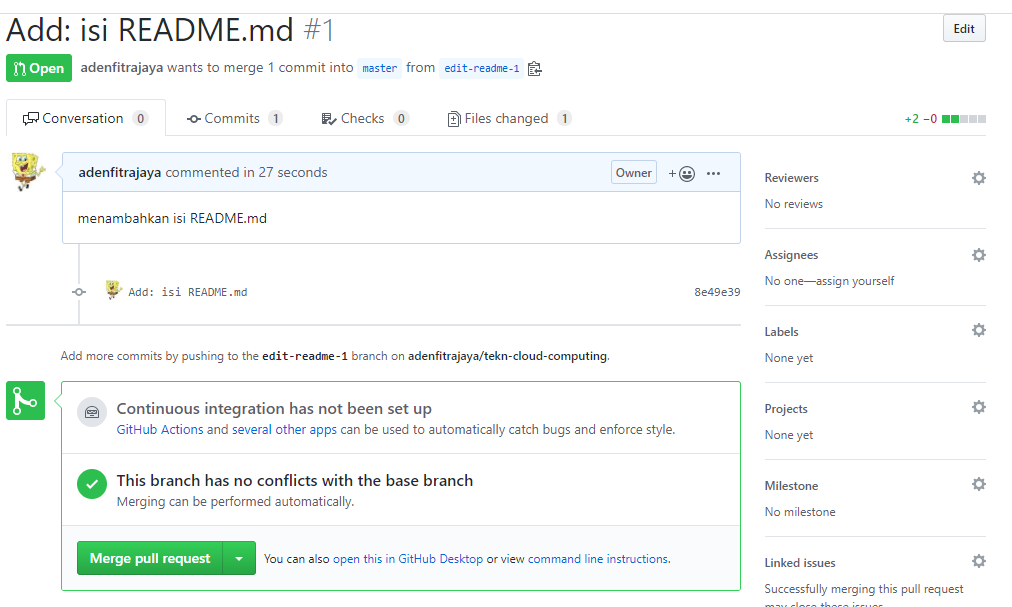 Add: isi README.md #1
Edit
Open adenfitrajaya wants to merge 1 commit into master from edit-readme-1
Conversation 0 Commits 1 Checks 0 Files changed 1 +2 −0
adenfitrajaya commented in 27 seconds Owner
menambahkan isi README.md
Add: isi README.md 8e49e39
Add more commits by pushing to the edit-readme-1 branch on adenfitrajaya/tekn-cloud-computing.
Continuous integration has not been set up
GitHub Actions and several other apps can be used to automatically catch bugs and enforce style.
This branch has no conflicts with the base branch
Merging can be performed automatically.
Merge pull request You can also open this in GitHub Desktop or view command line instructions.
Reviewers
No reviews
Assignees
No one—assign yourself
Labels
None yet
Projects
None yet
Milestone
No milestone
Linked issues
Successfully merging this pull request
may close these issues.